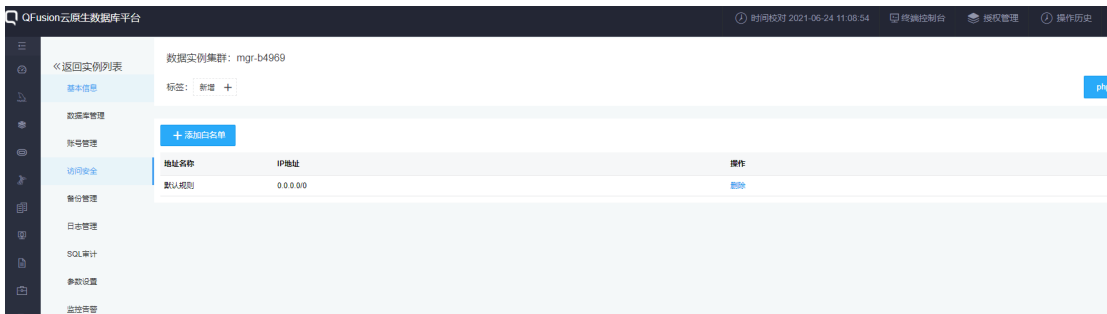 QFusion云原生数据库平台
时间校对 2021-06-24 11:08:54 终端控制台 授权管理 操作历史
«返回实例列表
基本信息
数据库管理
账号管理
访问安全
备份管理
日志管理
SQL审计
参数设置
监控告警
数据实例集群：mgr-b4969
标签： 新增 +
ph
+ 添加白名单
地址名称 IP地址 操作
默认规则 0.0.0.0/0 删除